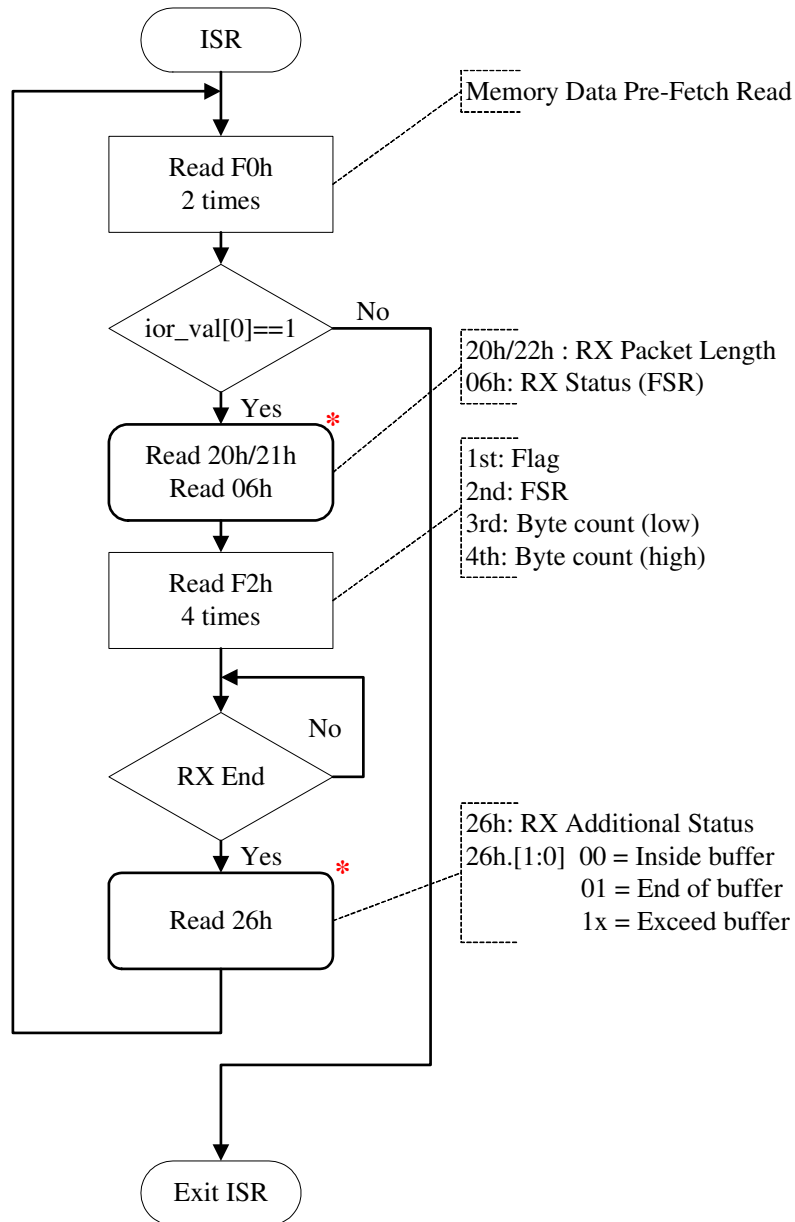 ISR
Memory Data Pre-Fetch Read
Read F0h
2 times
ior_val[0]==1
No
20h/22h : RX Packet Length
06h: RX Status (FSR)
Yes
*
Read 20h/21h
Read 06h
1st: Flag
2nd: FSR
3rd: Byte count (low)
4th: Byte count (high)
Read F2h
4 times
No
RX End
26h: RX Additional Status
26h.[1:0] 00 = Inside buffer
01 = End of buffer
1x = Exceed buffer
Yes
*
Read 26h
Exit ISR